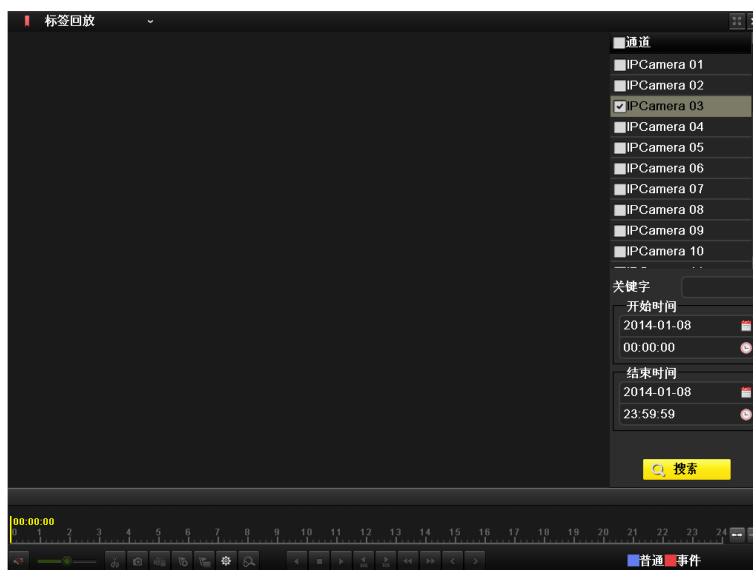 标签回放
通道
IPCamera 01
IPCamera 02
IPCamera 03
IPCamera 04
IPCamera 05
IPCamera 06
IPCamera 07
IPCamera 08
IPCamera 09
IPCamera 10
关键字
开始时间
2014-01-08
00:00:00
结束时间
2014-01-08
23:59:59
搜索
00:00:00
0 1 2 3 4 5 6 7 8 9 10 11 12 13 14 15 16 17 18 19 20 21 22 23 24
普通 事件